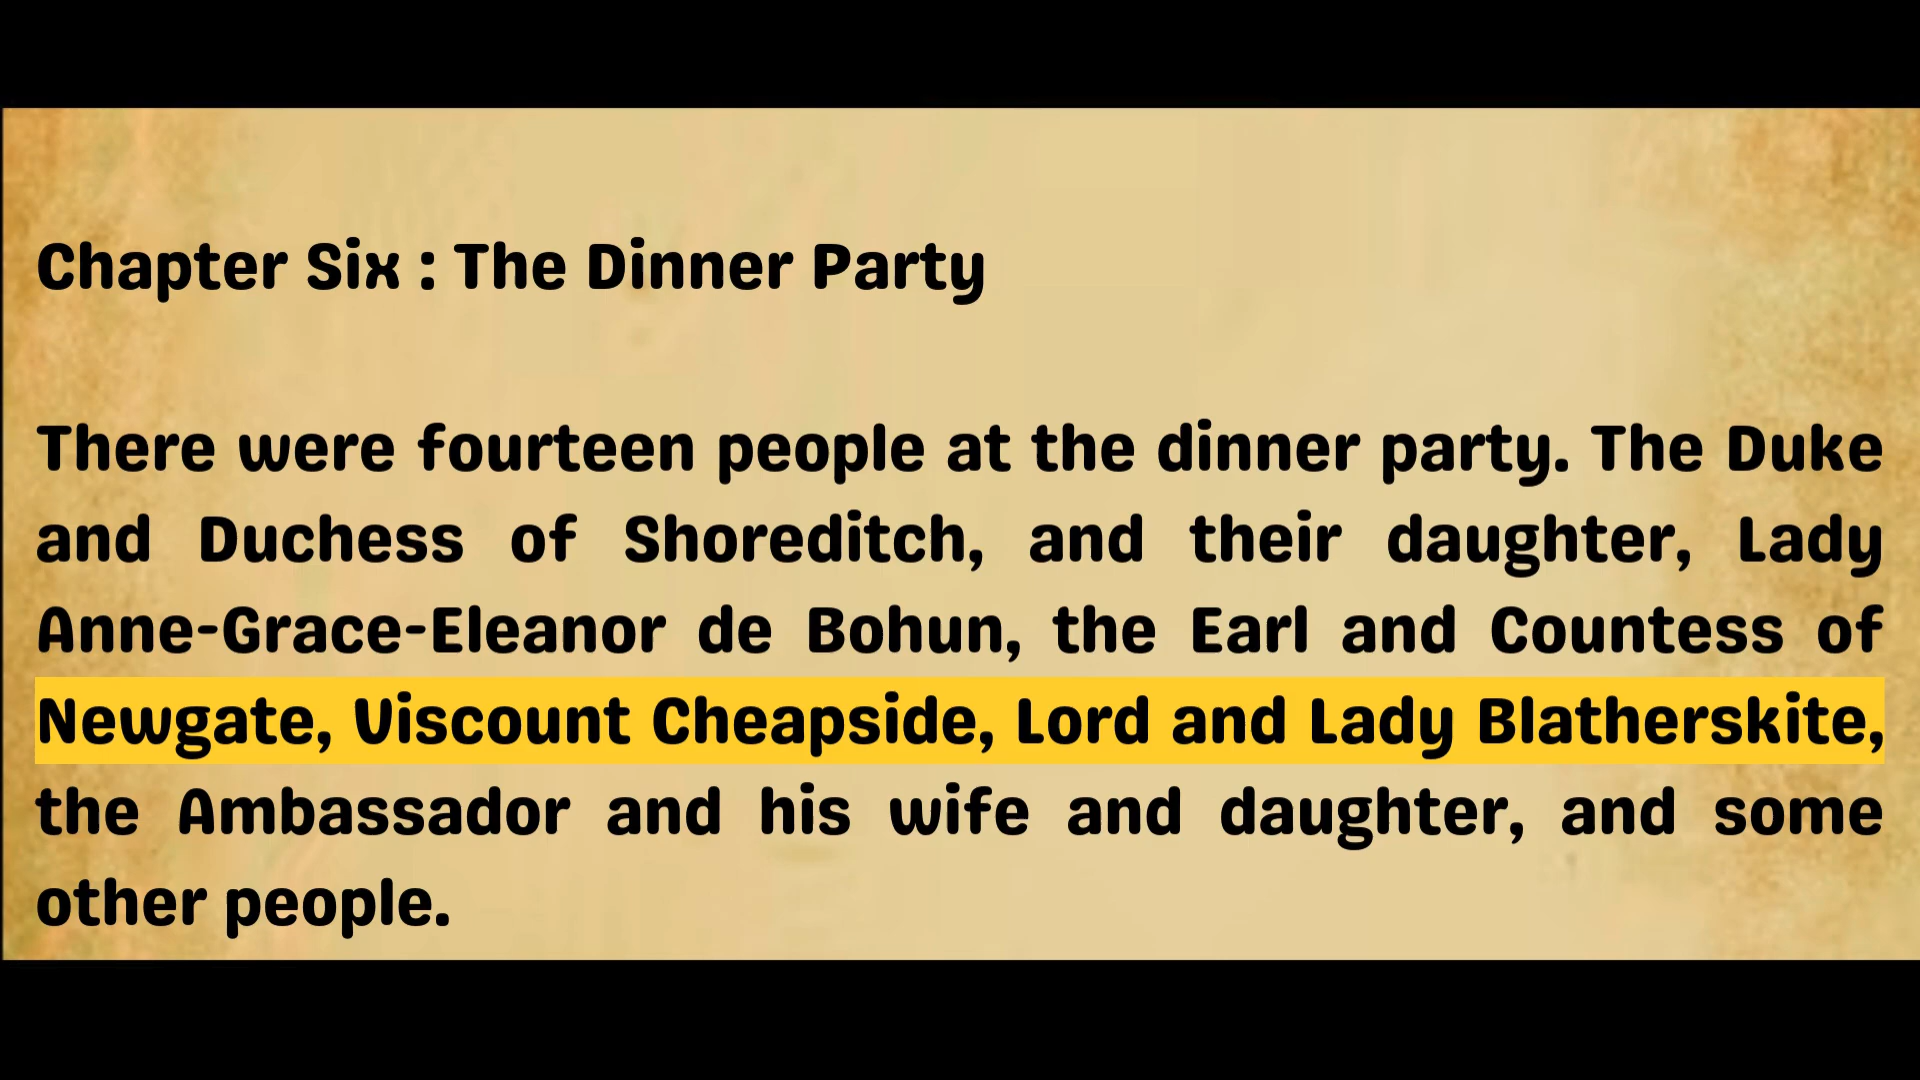 Chapter Six : The Dinner Party
There were fourteen people at the dinner party. The Duke
and Duchess of Shoreditch, and their daughter, Lady
Anne-Grace-Eleanor de Bohun, the Earl and Countess of
Newgate, Viscount Cheapside, Lord and Lady Blatherskite,
the Ambassador and his wife and daughter, and some
other people.